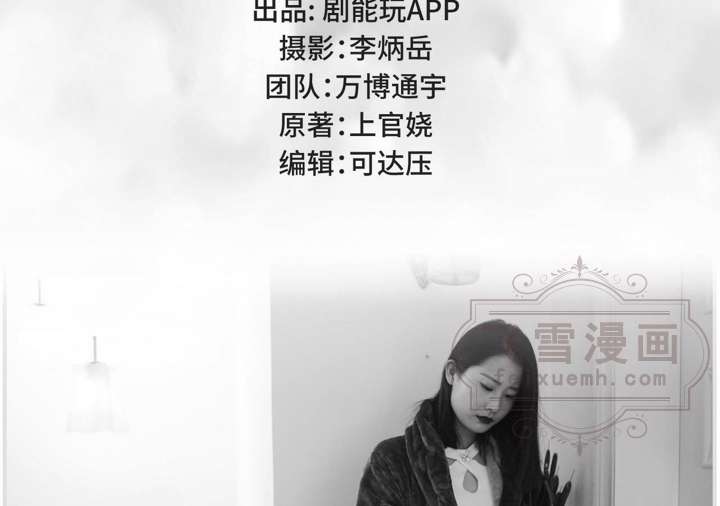 出品: 剧能玩APP
摄影:李炳岳
团队:万博通宇
原著:上官娆
编辑:可达压
雪漫画
xuemh.com